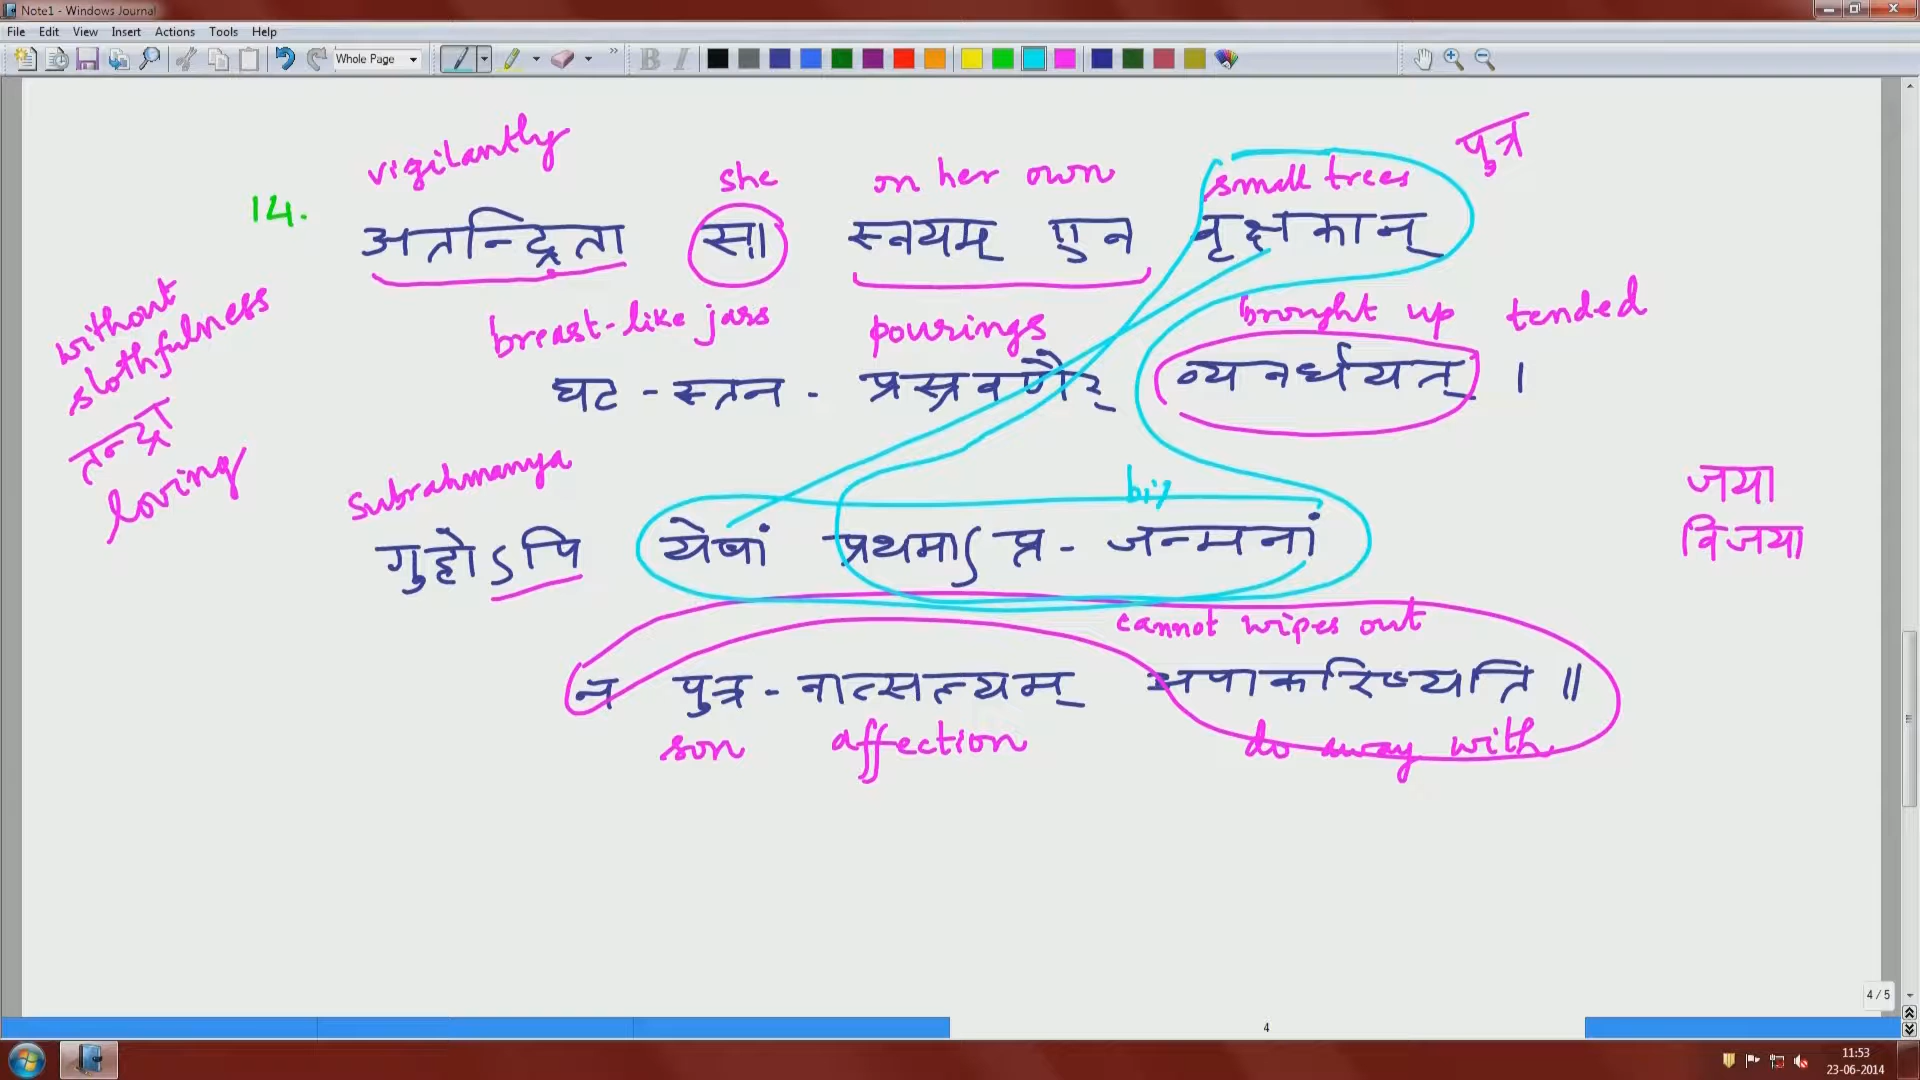 Note1 - Windows Journal
File Edit View Insert Actions Tools Help
Whole Page
B I
vigilantly she on her own small trees पुत्र
14. अतन्द्रिता सा स्वयम् एव वृक्षकान्
without slothfulness तन्द्रा loving
breast-like jars pourings brought up tended
घट - स्तन - प्रस्रवणैर् व्यवर्धयत् ।
subrahmanya
गुहोऽपि येषां प्रथमाऽप्त - जन्मनां
जया
विजया
cannot wipes out
न पुत्र - वात्सल्यम् अपाकरिष्यति ॥
son affection do away with
4 / 5
4
11:53
23-06-2014